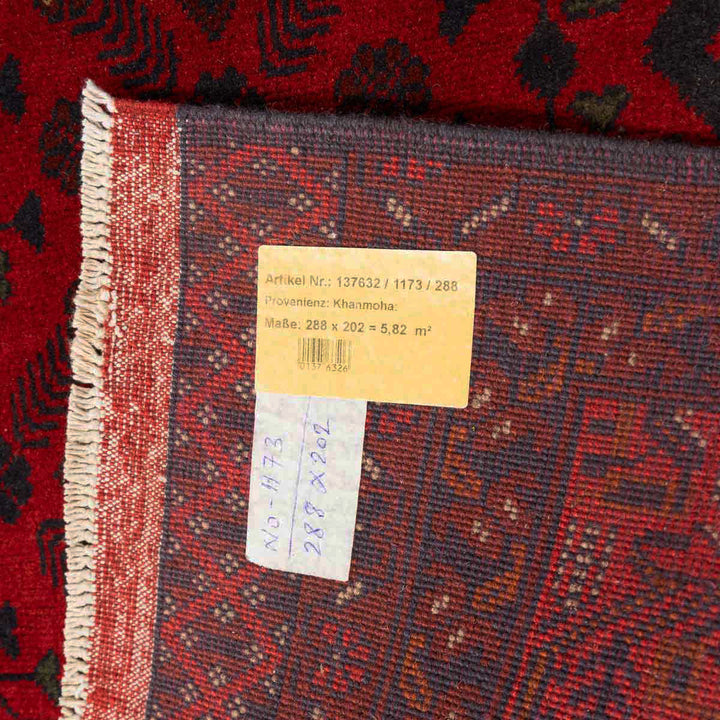 Artikel Nr.: 137632 / 1173 / 288
Provenienz: Khanmoha:
Maße: 288 x 202 = 5,82 m²
0137 6326
NO-1173
288 x 202